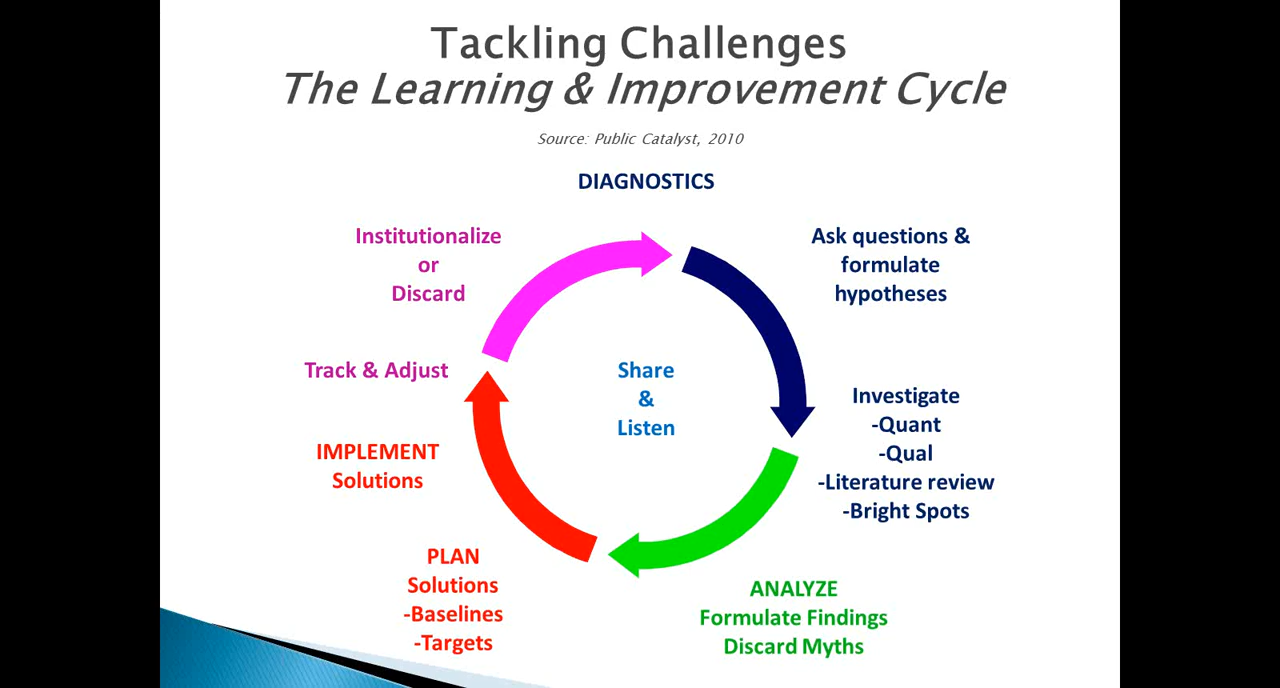 Tackling Challenges
The Learning & Improvement Cycle
Source: Public Catalyst, 2010
DIAGNOSTICS
Ask questions &
formulate
hypotheses
Investigate
-Quant
-Qual
-Literature review
-Bright Spots
ANALYZE
Formulate Findings
Discard Myths
PLAN
Solutions
-Baselines
-Targets
IMPLEMENT
Solutions
Track & Adjust
Institutionalize
or
Discard
Share
&
Listen